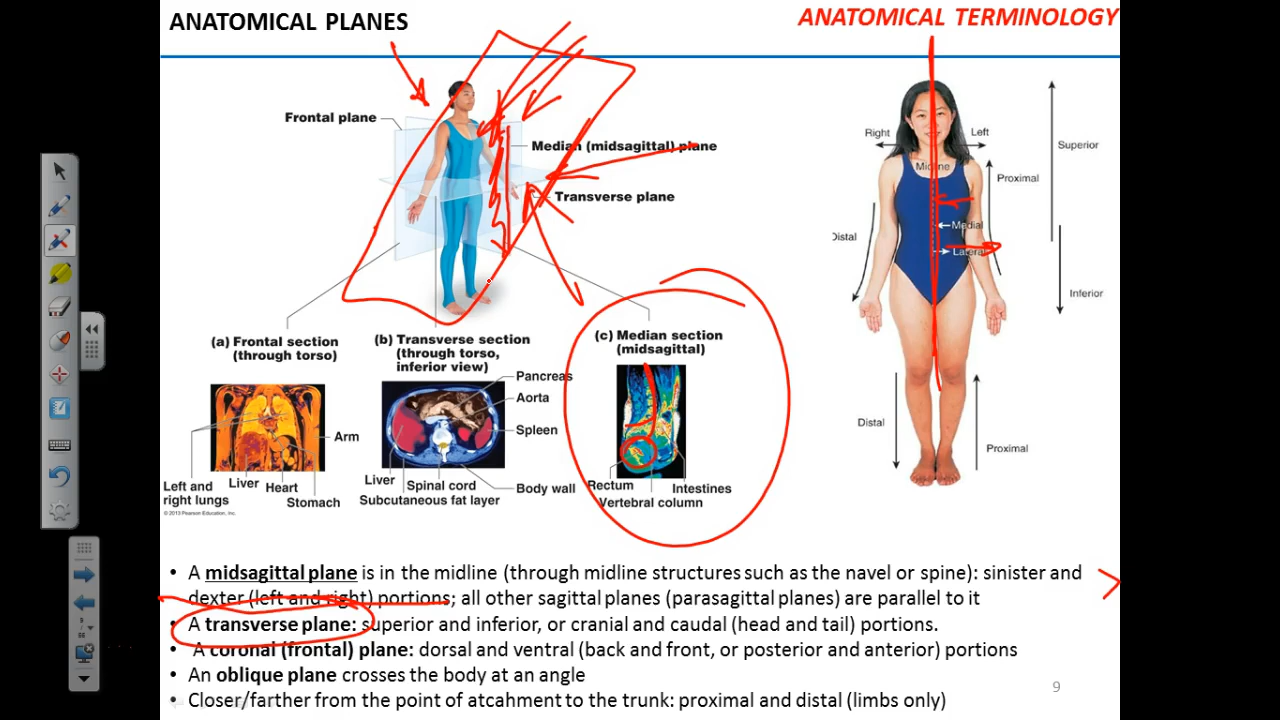 ANATOMICAL PLANES
ANATOMICAL TERMINOLOGY
Frontal plane
Median (midsagittal) plane
Transverse plane
Right
Left
Midline
Superior
Proximal
Distal
Medial
Lateral
Inferior
Distal
Proximal
(a) Frontal section
(through torso)
(b) Transverse section
(through torso,
inferior view)
(c) Median section
(midsagittal)
Pancreas
Aorta
Spleen
Arm
Liver
Heart
Left and
right lungs
Stomach
© 2013 Pearson Education, Inc.
Liver
Spinal cord
Body wall
Subcutaneous fat layer
Rectum
Intestines
Vertebral column
• A midsagittal plane is in the midline (through midline structures such as the navel or spine): sinister and
dexter (left and right) portions; all other sagittal planes (parasagittal planes) are parallel to it
• A transverse plane: superior and inferior, or cranial and caudal (head and tail) portions.
• A coronal (frontal) plane: dorsal and ventral (back and front, or posterior and anterior) portions
• An oblique plane crosses the body at an angle
• Closer/farther from the point of atcahment to the trunk: proximal and distal (limbs only)
9